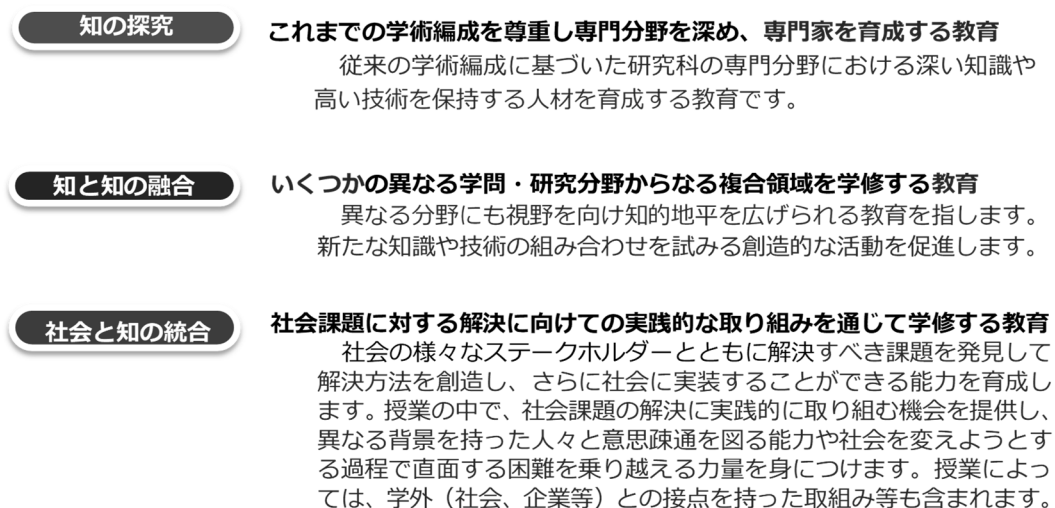 知の探究
これまでの学術編成を尊重し専門分野を深め、専門家を育成する教育
従来の学術編成に基づいた研究科の専門分野における深い知識や
高い技術を保持する人材を育成する教育です。
知と知の融合
いくつかの異なる学問・研究分野からなる複合領域を学修する教育
異なる分野にも視野を向け知的地平を広げられる教育を指します。
新たな知識や技術の組み合わせを試みる創造的な活動を促進します。
社会と知の統合
社会課題に対する解決に向けての実践的な取り組みを通じて学修する教育
社会の様々なステークホルダーとともに解決すべき課題を発見して
解決方法を創造し、さらに社会に実装することができる能力を育成し
ます。授業の中で、社会課題の解決に実践的に取り組む機会を提供し、
異なる背景を持った人々と意思疎通を図る能力や社会を変えようとす
る過程で直面する困難を乗り越える力量を身につけます。授業によっ
ては、学外（社会、企業等）との接点を持った取組み等も含まれます。